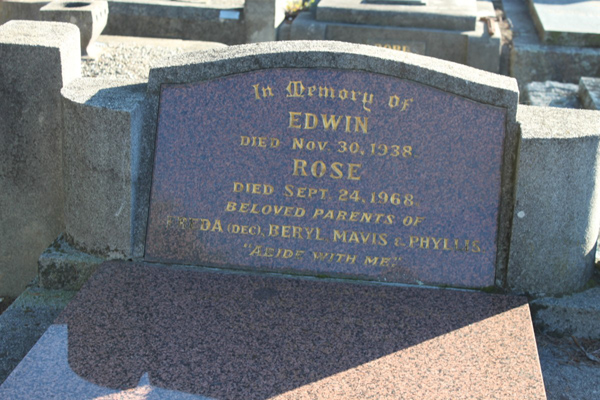 In Memory of
EDWIN
DIED NOV. 30, 1938
ROSE
DIED SEPT 24, 1968
BELOVED PARENTS OF
(DEC), BERYL MAVIS & PHYLLIS
"ABIDE WITH ME."